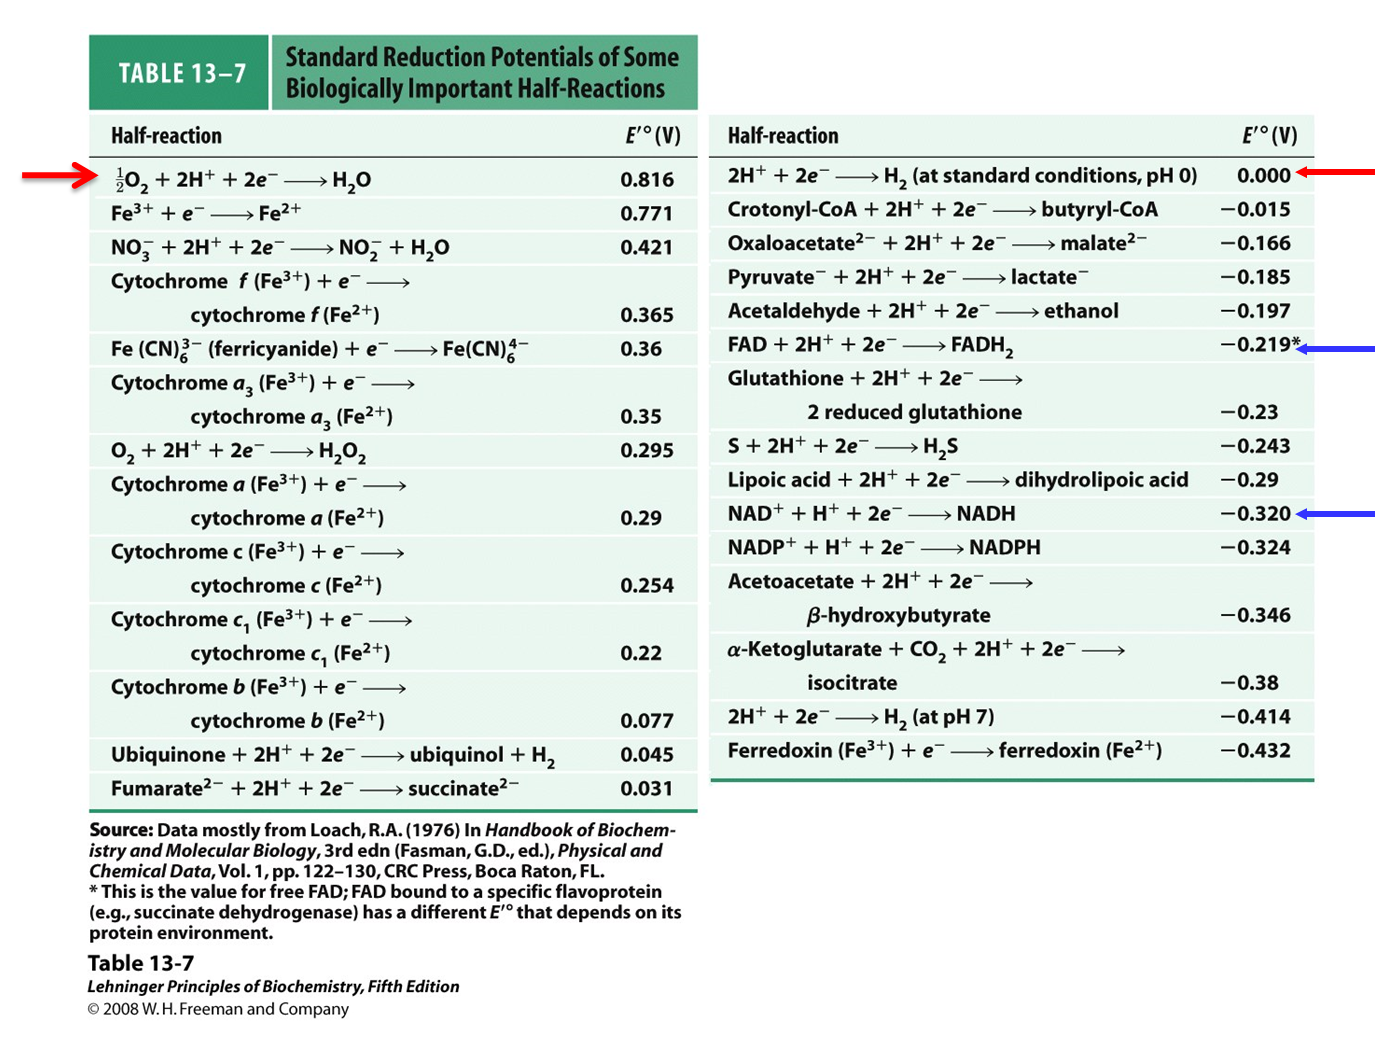 TABLE 13–7
Standard Reduction Potentials of Some
Biologically Important Half-Reactions
Half-reaction E′° (V)
½O₂ + 2H⁺ + 2e⁻ ⟶ H₂O 0.816
Fe³⁺ + e⁻ ⟶ Fe²⁺ 0.771
NO₃⁻ + 2H⁺ + 2e⁻ ⟶ NO₂⁻ + H₂O 0.421
Cytochrome f (Fe³⁺) + e⁻ ⟶
cytochrome f (Fe²⁺) 0.365
Fe (CN)₆³⁻ (ferricyanide) + e⁻ ⟶ Fe(CN)₆⁴⁻ 0.36
Cytochrome a₃ (Fe³⁺) + e⁻ ⟶
cytochrome a₃ (Fe²⁺) 0.35
O₂ + 2H⁺ + 2e⁻ ⟶ H₂O₂ 0.295
Cytochrome a (Fe³⁺) + e⁻ ⟶
cytochrome a (Fe²⁺) 0.29
Cytochrome c (Fe³⁺) + e⁻ ⟶
cytochrome c (Fe²⁺) 0.254
Cytochrome c₁ (Fe³⁺) + e⁻ ⟶
cytochrome c₁ (Fe²⁺) 0.22
Cytochrome b (Fe³⁺) + e⁻ ⟶
cytochrome b (Fe²⁺) 0.077
Ubiquinone + 2H⁺ + 2e⁻ ⟶ ubiquinol + H₂ 0.045
Fumarate²⁻ + 2H⁺ + 2e⁻ ⟶ succinate²⁻ 0.031
Half-reaction E′° (V)
2H⁺ + 2e⁻ ⟶ H₂ (at standard conditions, pH 0) 0.000
Crotonyl-CoA + 2H⁺ + 2e⁻ ⟶ butyryl-CoA −0.015
Oxaloacetate²⁻ + 2H⁺ + 2e⁻ ⟶ malate²⁻ −0.166
Pyruvate⁻ + 2H⁺ + 2e⁻ ⟶ lactate⁻ −0.185
Acetaldehyde + 2H⁺ + 2e⁻ ⟶ ethanol −0.197
FAD + 2H⁺ + 2e⁻ ⟶ FADH₂ −0.219*
Glutathione + 2H⁺ + 2e⁻ ⟶
2 reduced glutathione −0.23
S + 2H⁺ + 2e⁻ ⟶ H₂S −0.243
Lipoic acid + 2H⁺ + 2e⁻ ⟶ dihydrolipoic acid −0.29
NAD⁺ + H⁺ + 2e⁻ ⟶ NADH −0.320
NADP⁺ + H⁺ + 2e⁻ ⟶ NADPH −0.324
Acetoacetate + 2H⁺ + 2e⁻ ⟶
β-hydroxybutyrate −0.346
α-Ketoglutarate + CO₂ + 2H⁺ + 2e⁻ ⟶
isocitrate −0.38
2H⁺ + 2e⁻ ⟶ H₂ (at pH 7) −0.414
Ferredoxin (Fe³⁺) + e⁻ ⟶ ferredoxin (Fe²⁺) −0.432
Source: Data mostly from Loach, R.A. (1976) In Handbook of Biochem-
istry and Molecular Biology, 3rd edn (Fasman, G.D., ed.), Physical and
Chemical Data, Vol. 1, pp. 122–130, CRC Press, Boca Raton, FL.
* This is the value for free FAD; FAD bound to a specific flavoprotein
(e.g., succinate dehydrogenase) has a different E′° that depends on its
protein environment.
Table 13-7
Lehninger Principles of Biochemistry, Fifth Edition
© 2008 W. H. Freeman and Company